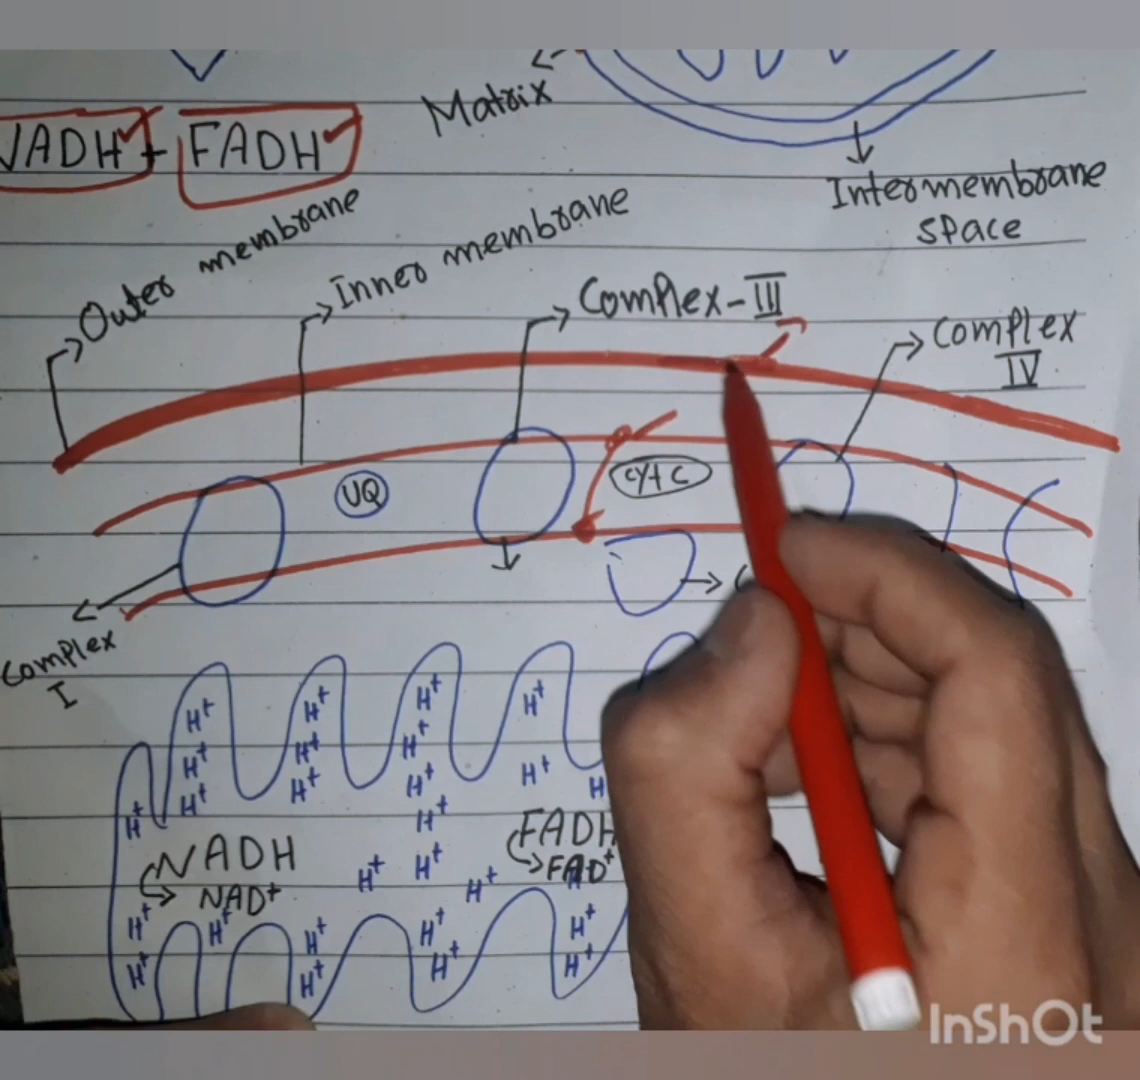 Matrix
NADH + FADH
Intermembrane
space
Outer membrane
Inner membrane
Complex-III
Complex
IV
UQ
Cyt C
Complex
I
H+ H+ H+ H+
H+ H+ H+ H+
H+ H+ H+ H+
H+ H+
NADH
FADH
NAD+
FAD+
H+ H+ H+
H+ H+ H+ H+ H+
H+ H+ H+ H+
InShOt